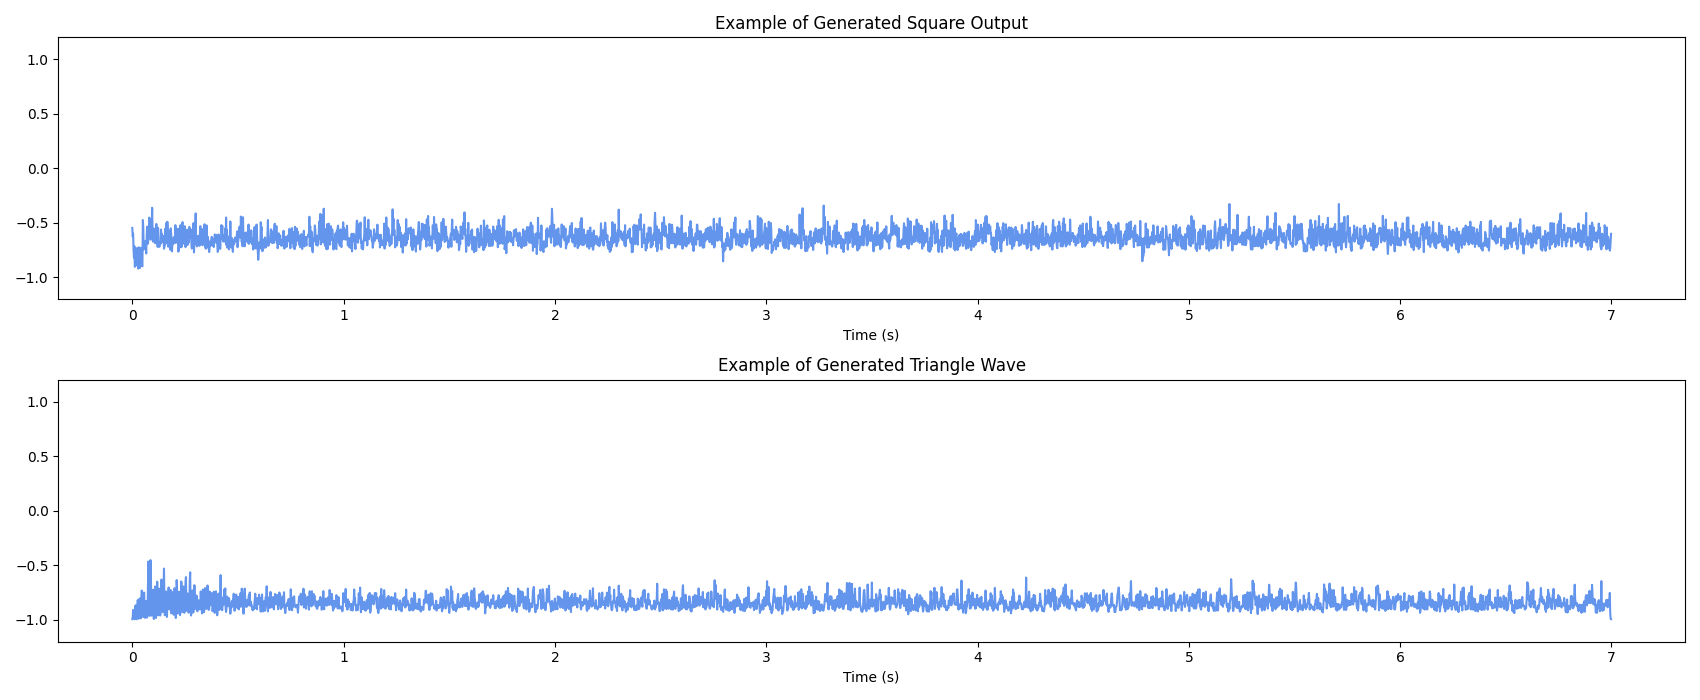 Example of Generated Square Output
1.0
0.5
0.0
−0.5
−1.0
0 1 2 3 4 5 6 7
Time (s)
Example of Generated Triangle Wave
1.0
0.5
0.0
−0.5
−1.0
0 1 2 3 4 5 6 7
Time (s)